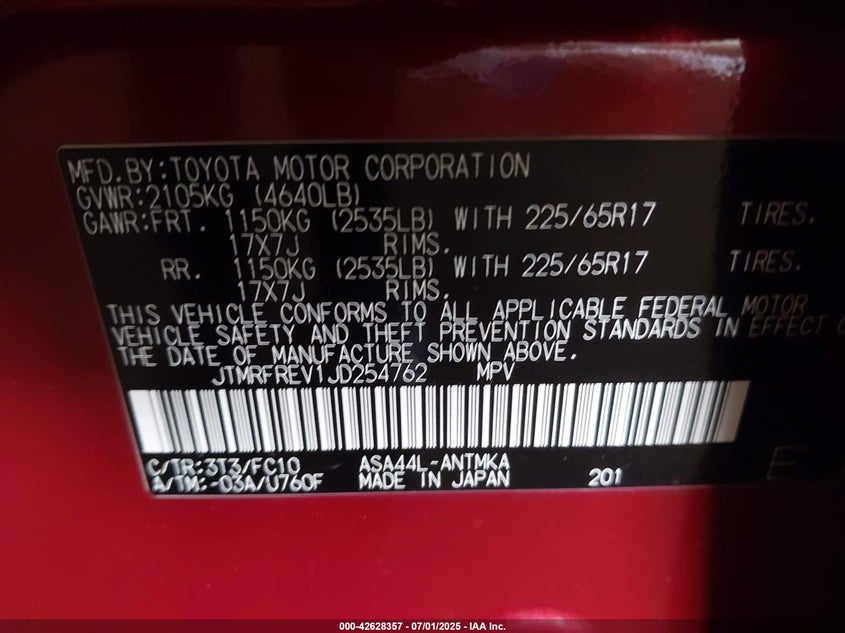 MFD.BY:TOYOTA MOTOR CORPORATION
GVWR:2105KG (4640LB)
GAWR:FRT. 1150KG (2535LB) WITH 225/65R17 TIRES.
17X7J RIMS.
RR. 1150KG (2535LB) WITH 225/65R17 TIRES.
17X7J RIMS.
THIS VEHICLE CONFORMS TO ALL APPLICABLE FEDERAL MOTOR
VEHICLE SAFETY AND THEFT PREVENTION STANDARDS IN EFFECT
THE DATE OF MANUFACTURE SHOWN ABOVE.
JTMRFREV1JD254762 MPV
C/TR:3T3/FC10 ASA44L-ANTMKA
A/TM:-03A/U760F MADE IN JAPAN 201 E
000-42628357 - 07/01/2025 - IAA Inc.